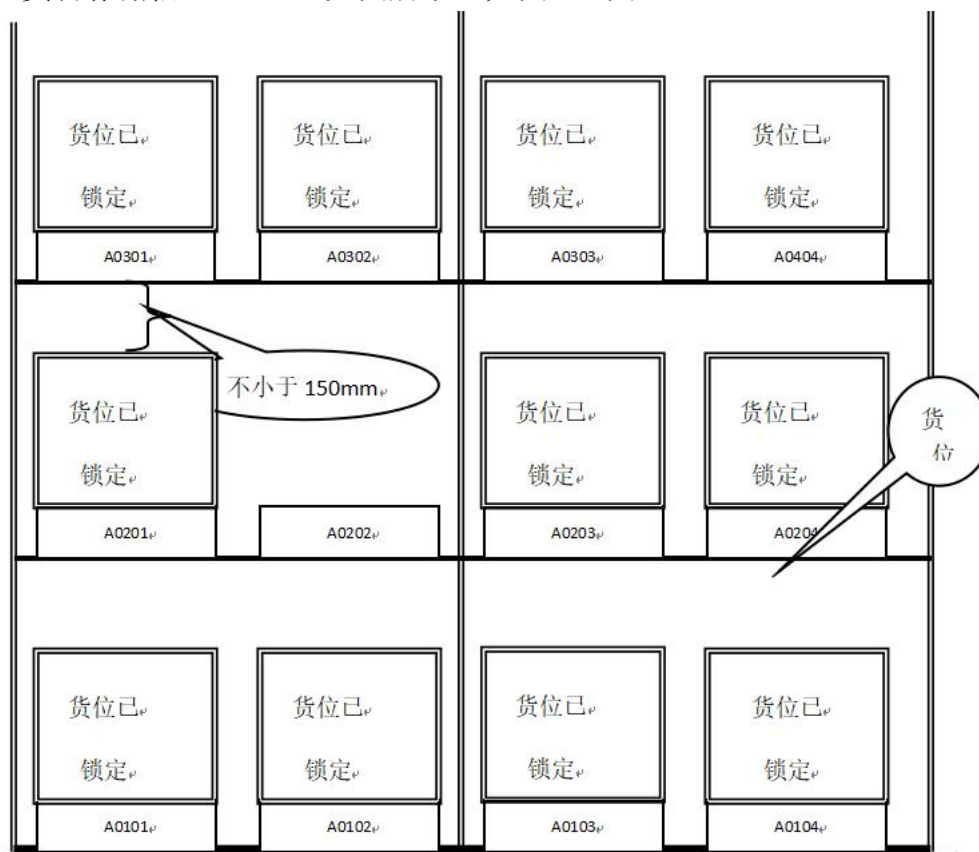 货位已
锁定
货位已
锁定
货位已
锁定
货位已
锁定
A0301
A0302
A0303
A0404
不小于 150mm
货位已
锁定
货位已
锁定
货位已
锁定
货
位
A0201
A0202
A0203
A0204
货位已
锁定
货位已
锁定
货位已
锁定
货位已
锁定
A0101
A0102
A0103
A0104